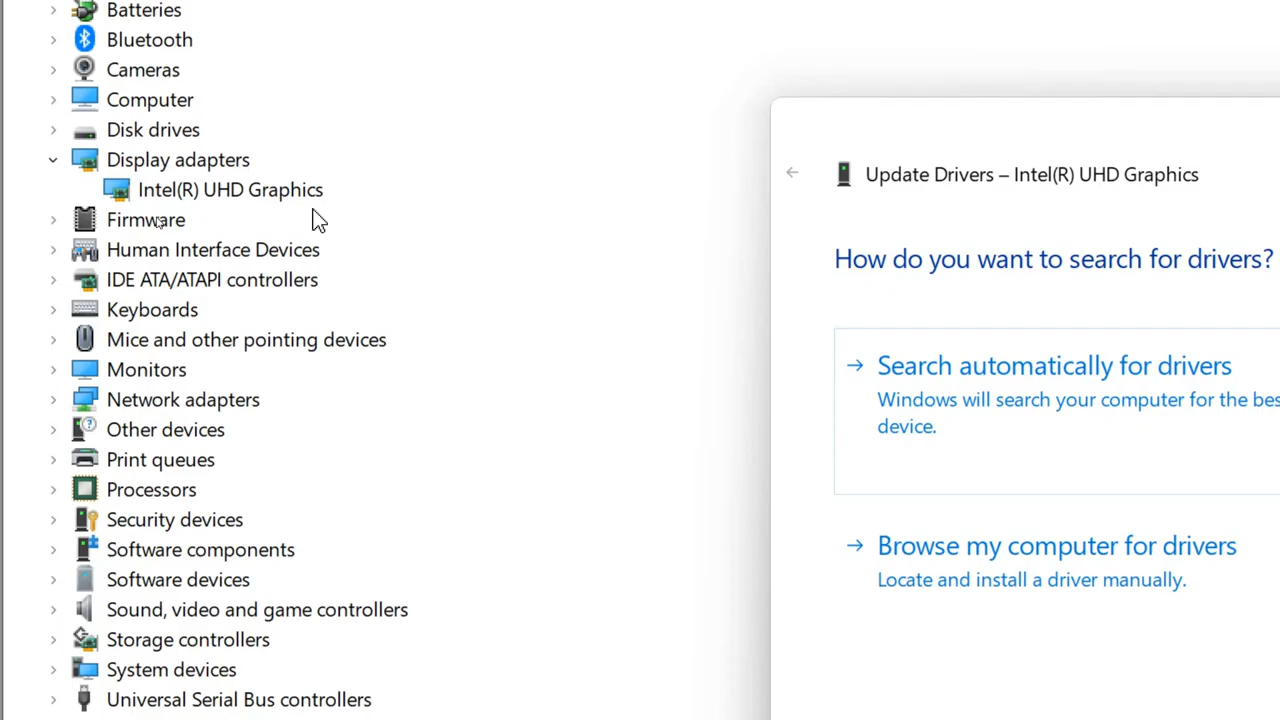 Batteries
Bluetooth
Cameras
Computer
Disk drives
Display adapters
Intel(R) UHD Graphics
Firmware
Human Interface Devices
IDE ATA/ATAPI controllers
Keyboards
Mice and other pointing devices
Monitors
Network adapters
Other devices
Print queues
Processors
Security devices
Software components
Software devices
Sound, video and game controllers
Storage controllers
System devices
Universal Serial Bus controllers
Update Drivers – Intel(R) UHD Graphics
How do you want to search for drivers?
Search automatically for drivers
Windows will search your computer for the bes
device.
Browse my computer for drivers
Locate and install a driver manually.